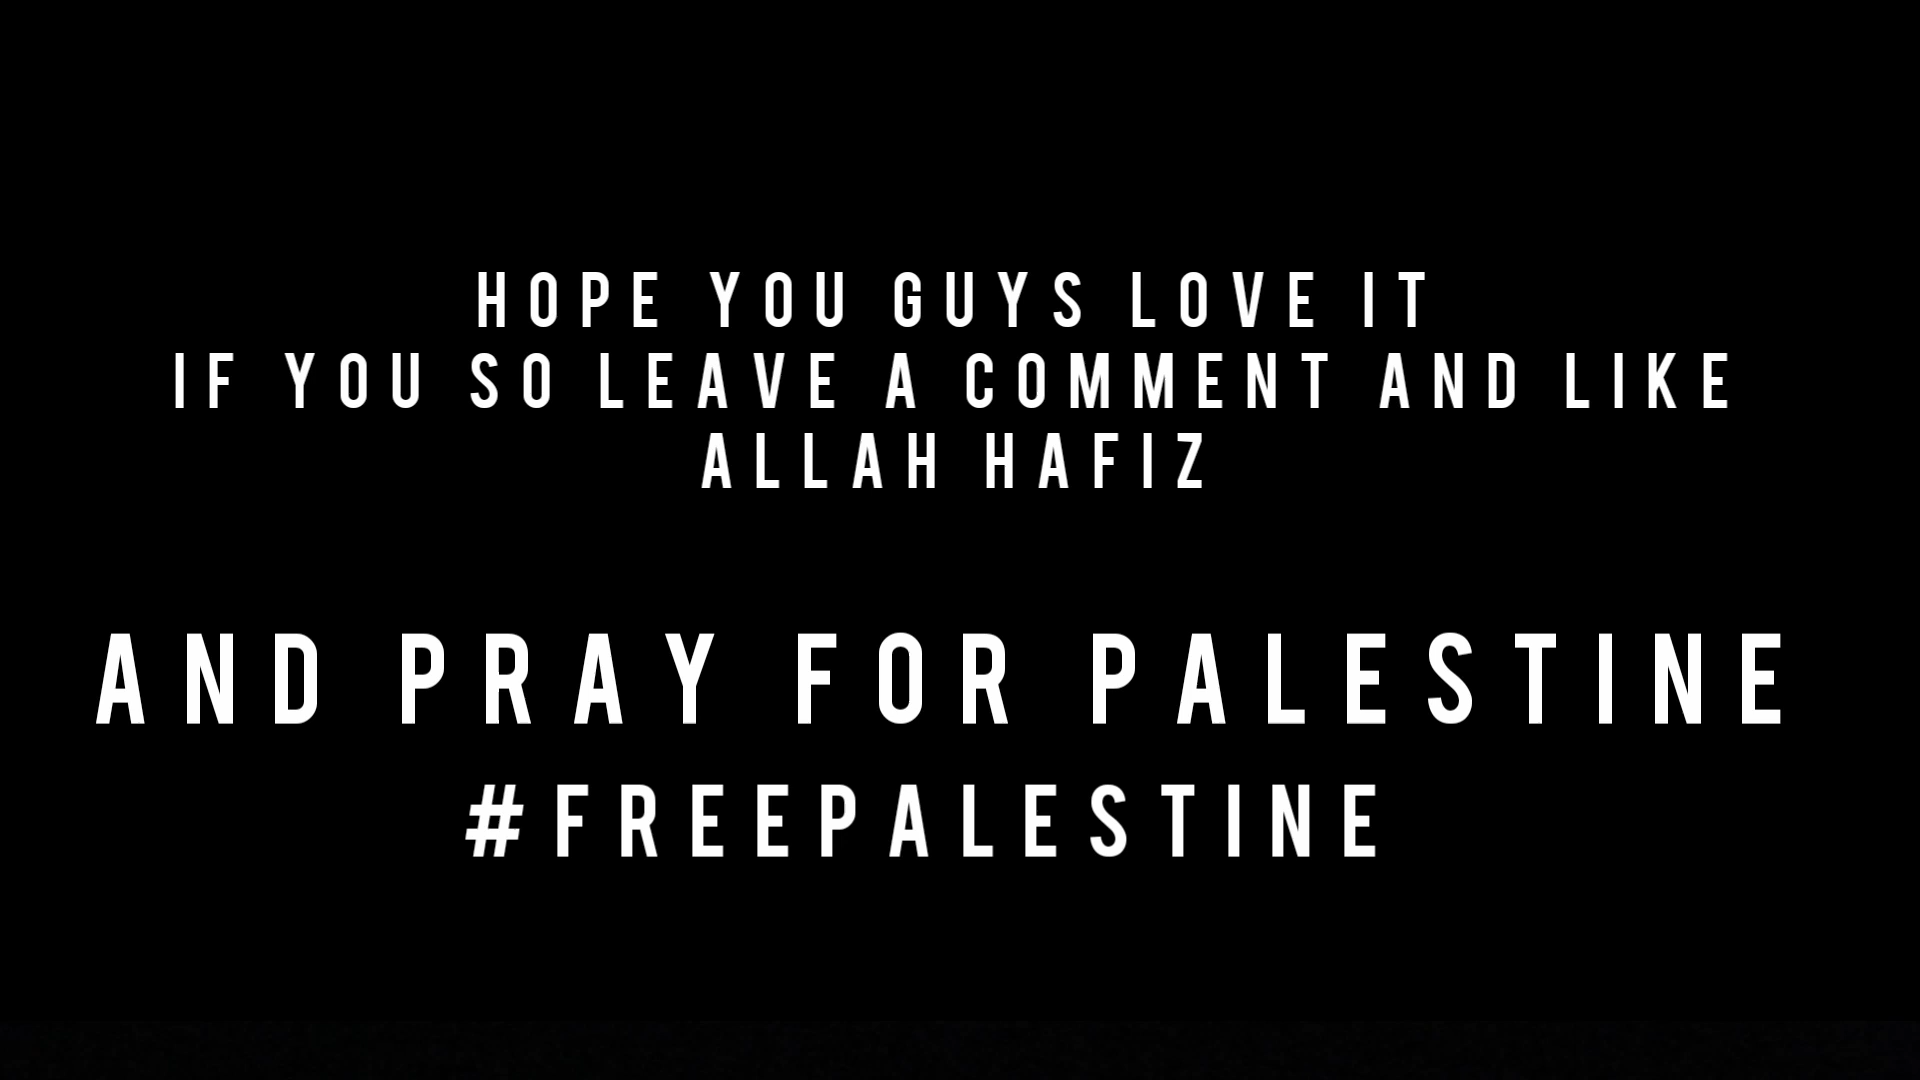 HOPE YOU GUYS LOVE IT
IF YOU SO LEAVE A COMMENT AND LIKE
ALLAH HAFIZ
AND PRAY FOR PALESTINE
#FREEPALESTINE